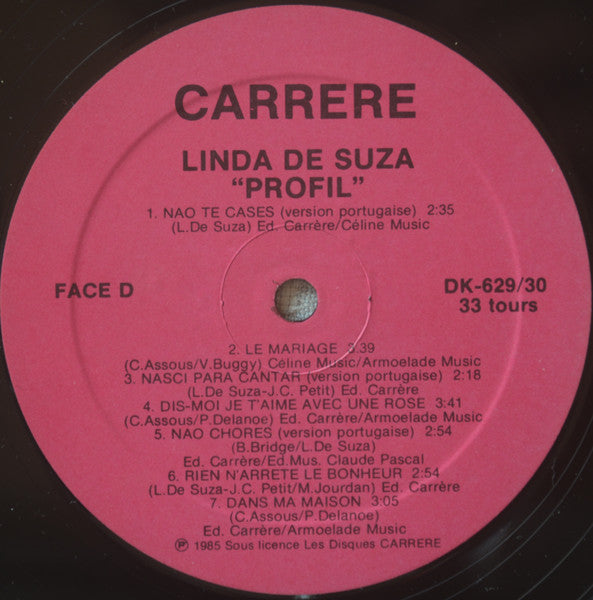 CARRERE
LINDA DE SUZA
“PROFIL”
1. NAO TE CASES (version portugaise) 2:35
(L.De Suza) Ed. Carrère/Céline Music
FACE D
DK-629/30
33 tours
2. LE MARIAGE 3:39
(C.Assous/V.Buggy) Céline Music/Armoelade Music
3. NASCI PARA CANTAR (version portugaise) 2:18
(L.De Suza-J.C. Petit) Ed. Carrère
4. DIS-MOI JE T'AIME AVEC UNE ROSE 3:41
(C.Assous/P.Delanoe) Ed. Carrère/Armoelade Music
5. NAO CHORES (version portugaise) 2:54
(B.Bridge/L.De Suza)
Ed. Carrère/Ed.Mus. Claude Pascal
6. RIEN N'ARRETE LE BONHEUR 2:54
(L.De Suza-J.C. Petit/M.Jourdan) Ed. Carrère
7. DANS MA MAISON 3:05
(C.Assous/P.Delanoe)
Ed. Carrère/Armoelade Music
℗ 1985 Sous licence Les Disques CARRERE